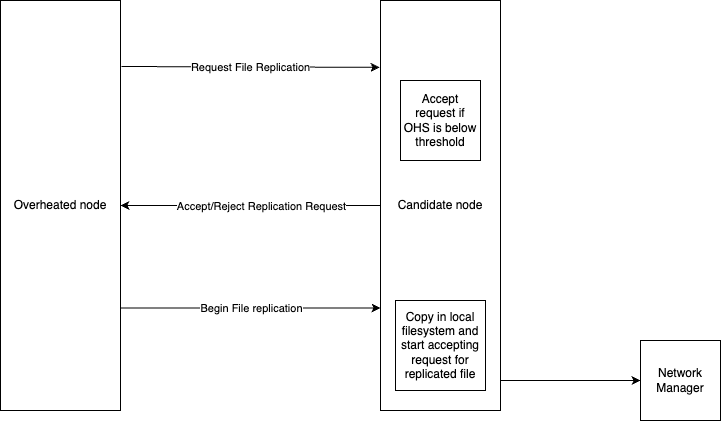 Request File Replication
Accept
request if
OHS is below
threshold
Overheated node
Accept/Reject Replication Request
Candidate node
Begin File replication
Copy in local
filesystem and
start accepting
request for
replicated file
Network
Manager